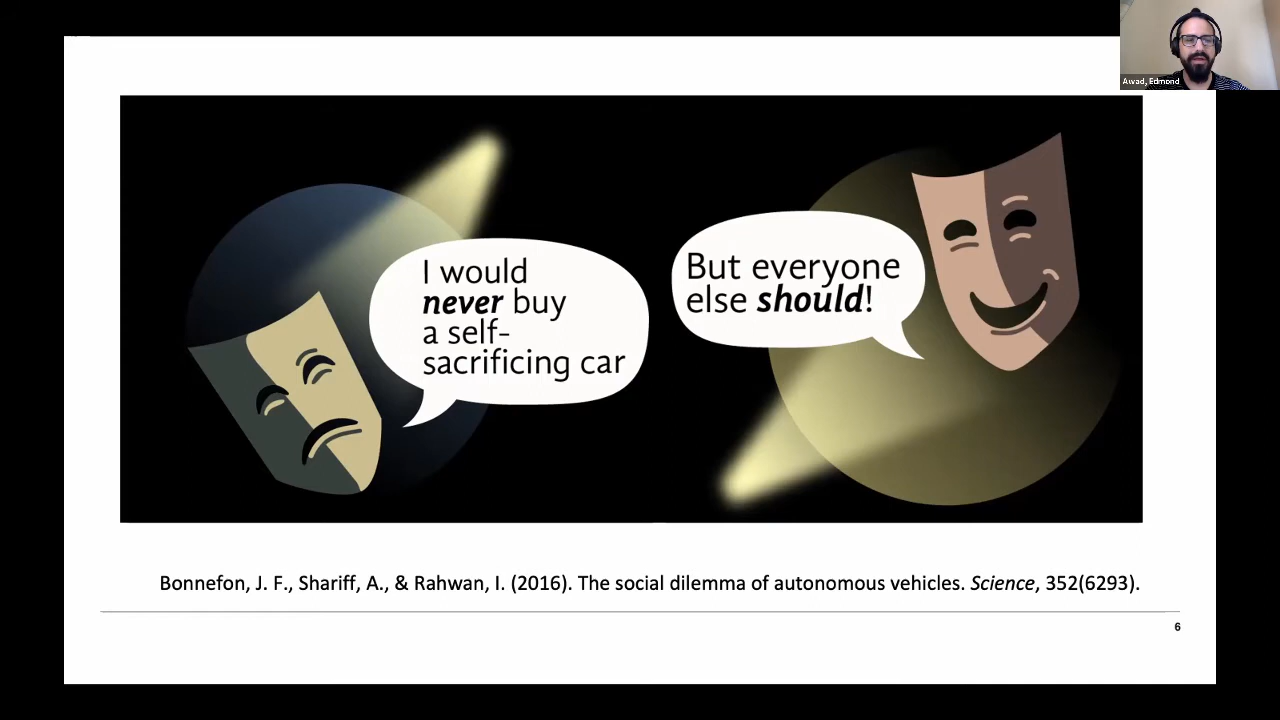 Awad, Edmond
I would
never buy
a self-
sacrificing car
But everyone
else should!
Bonnefon, J. F., Shariff, A., & Rahwan, I. (2016). The social dilemma of autonomous vehicles. Science, 352(6293).
6